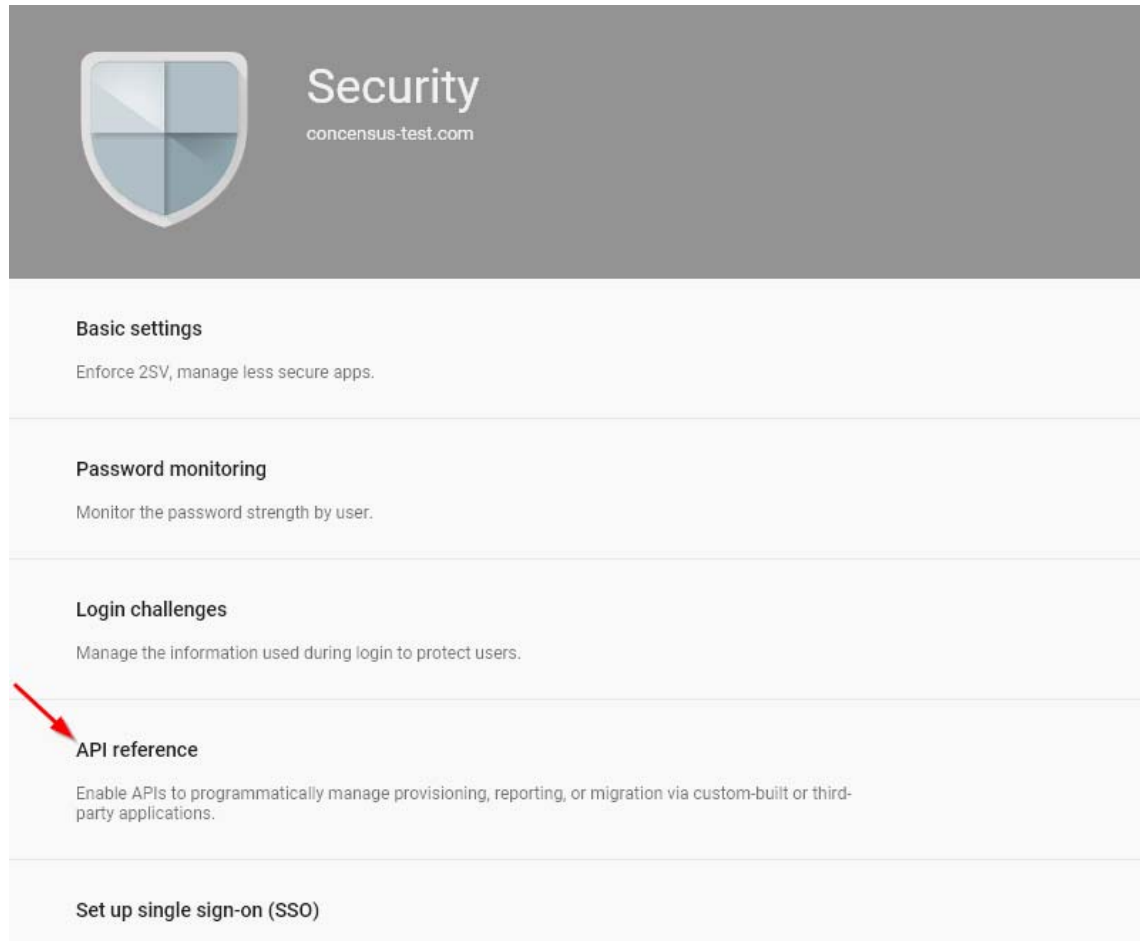 Security
concensus-test.com
Basic settings
Enforce 2SV, manage less secure apps.
Password monitoring
Monitor the password strength by user.
Login challenges
Manage the information used during login to protect users.
API reference
Enable APIs to programmatically manage provisioning, reporting, or migration via custom-built or third-
party applications.
Set up single sign-on (SSO)